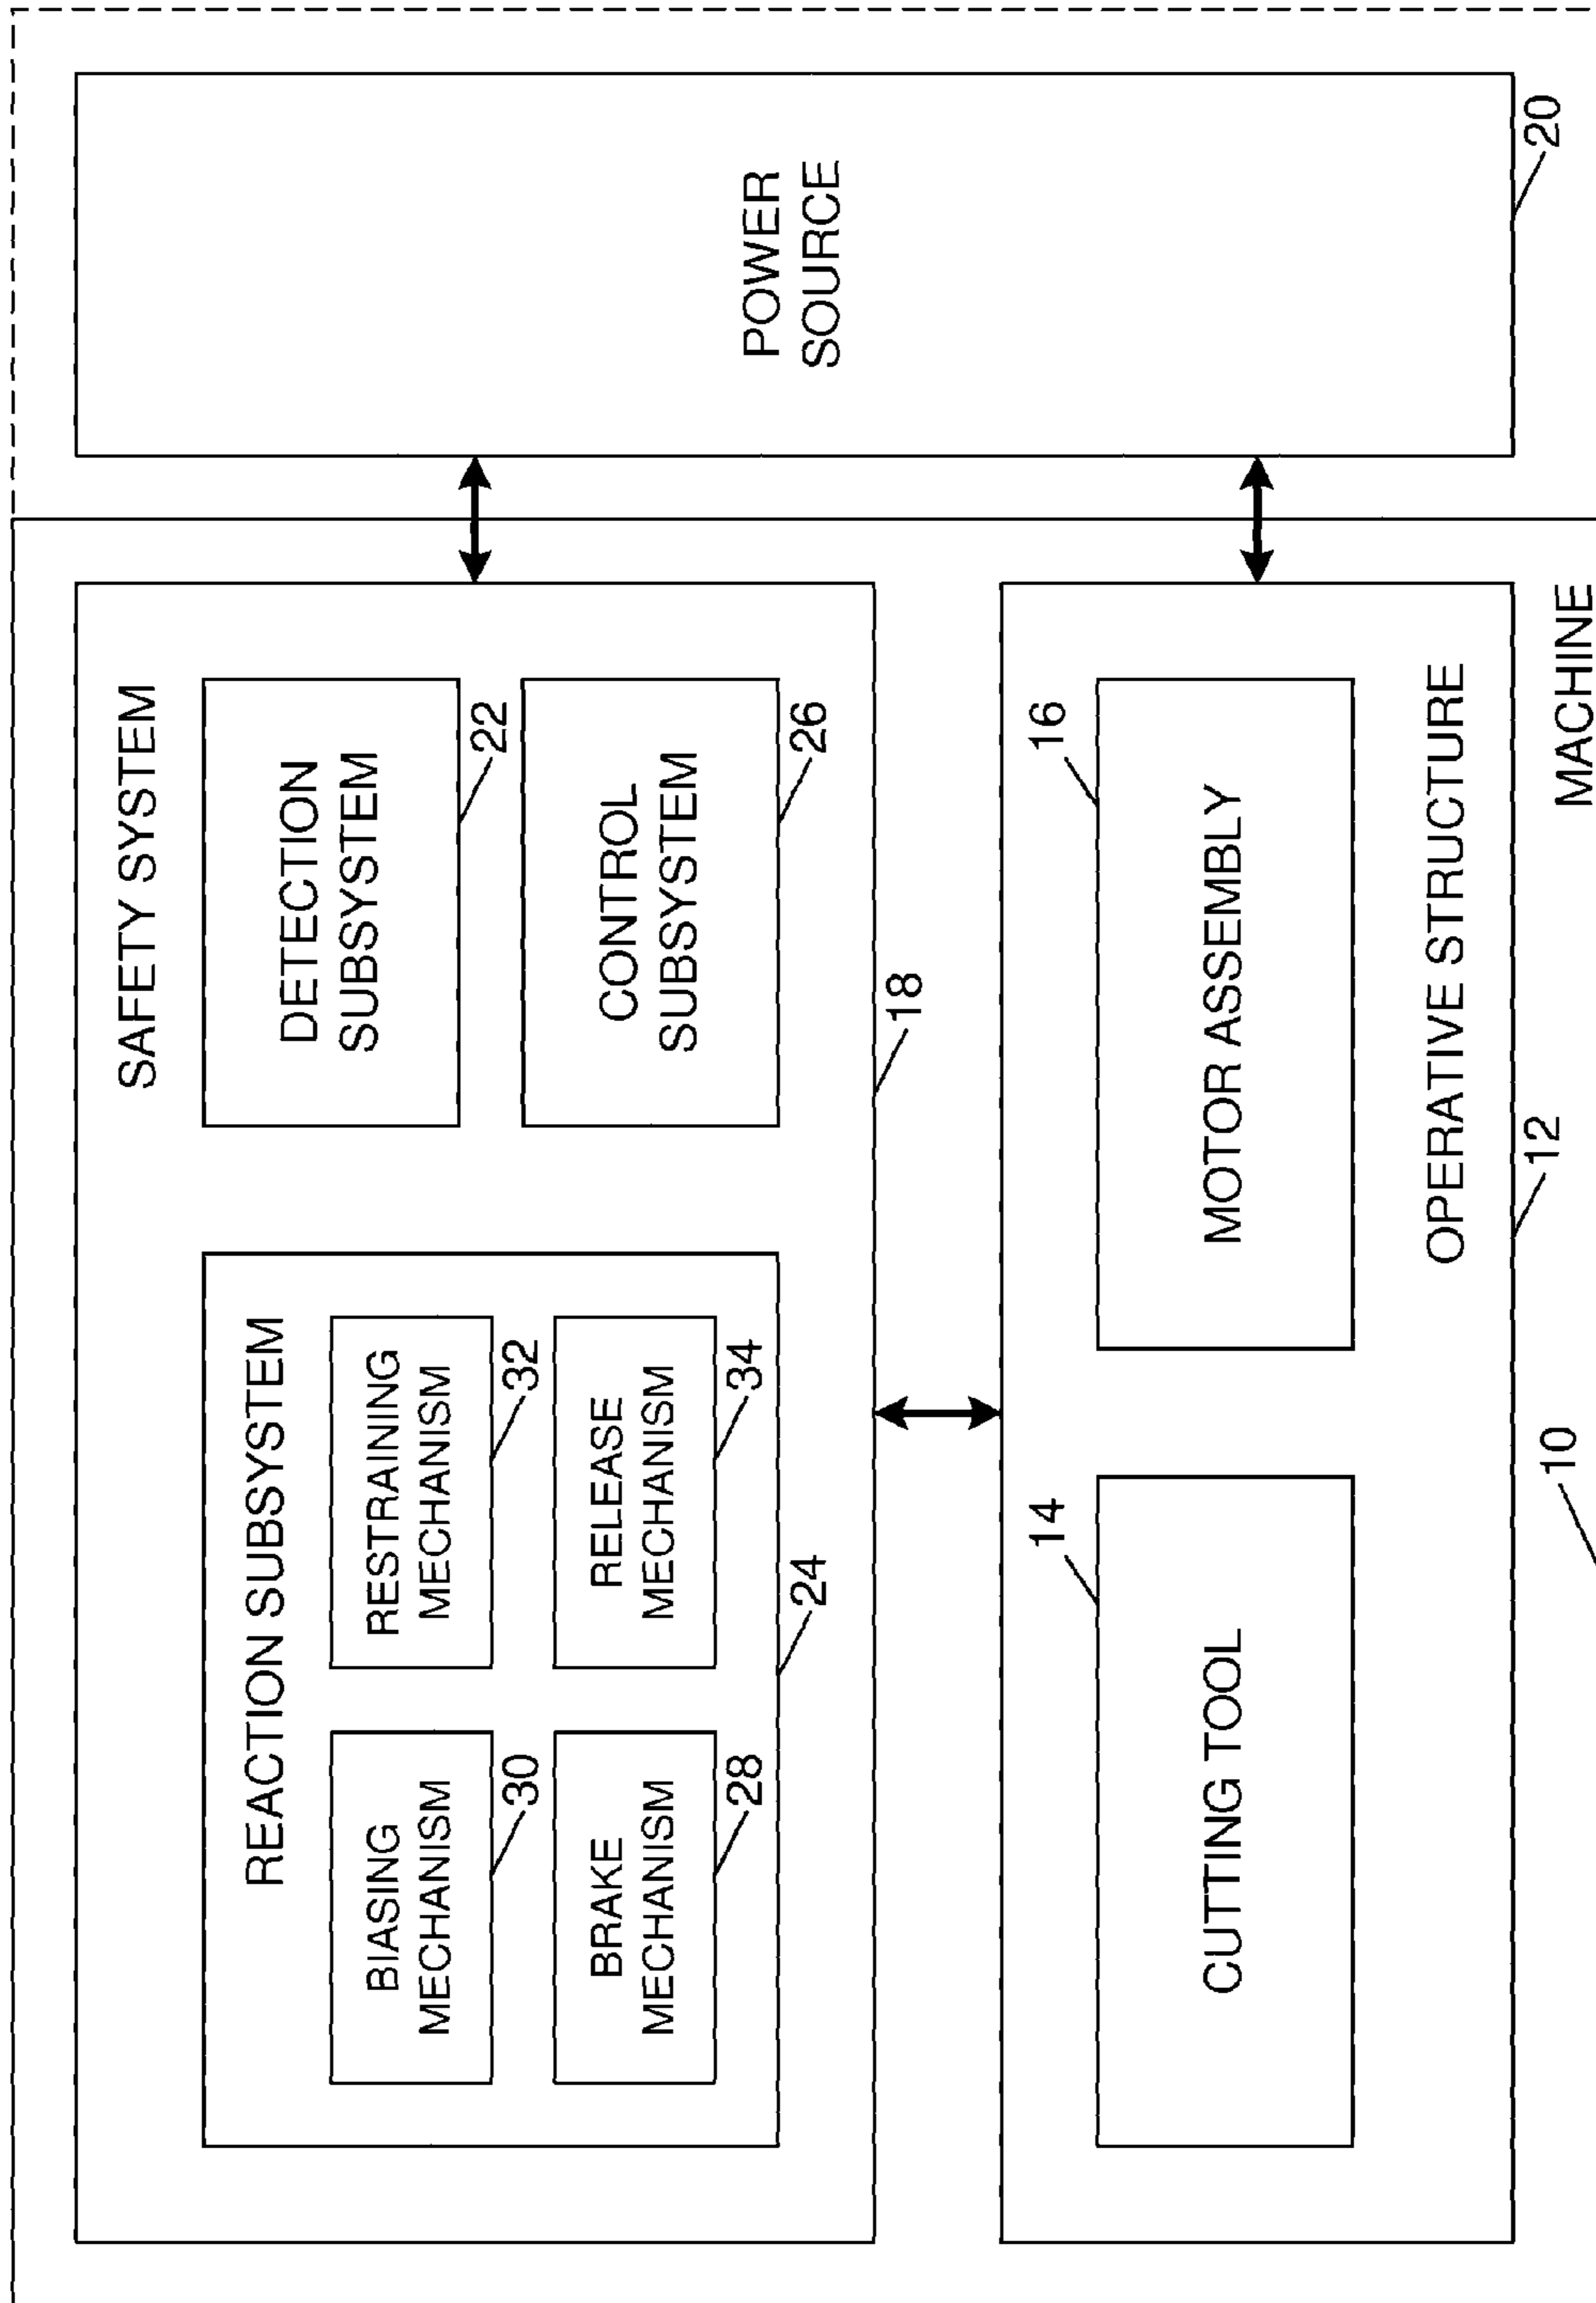 SAFETY SYSTEM
REACTION SUBSYSTEM
BIASING
MECHANISM
30
RESTRAINING
MECHANISM
32
BRAKE
MECHANISM
28
RELEASE
MECHANISM
34
24
DETECTION
SUBSYSTEM
22
CONTROL
SUBSYSTEM
26
18
POWER
SOURCE
20
14
CUTTING TOOL
16
MOTOR ASSEMBLY
OPERATIVE STRUCTURE
12
10
MACHINE